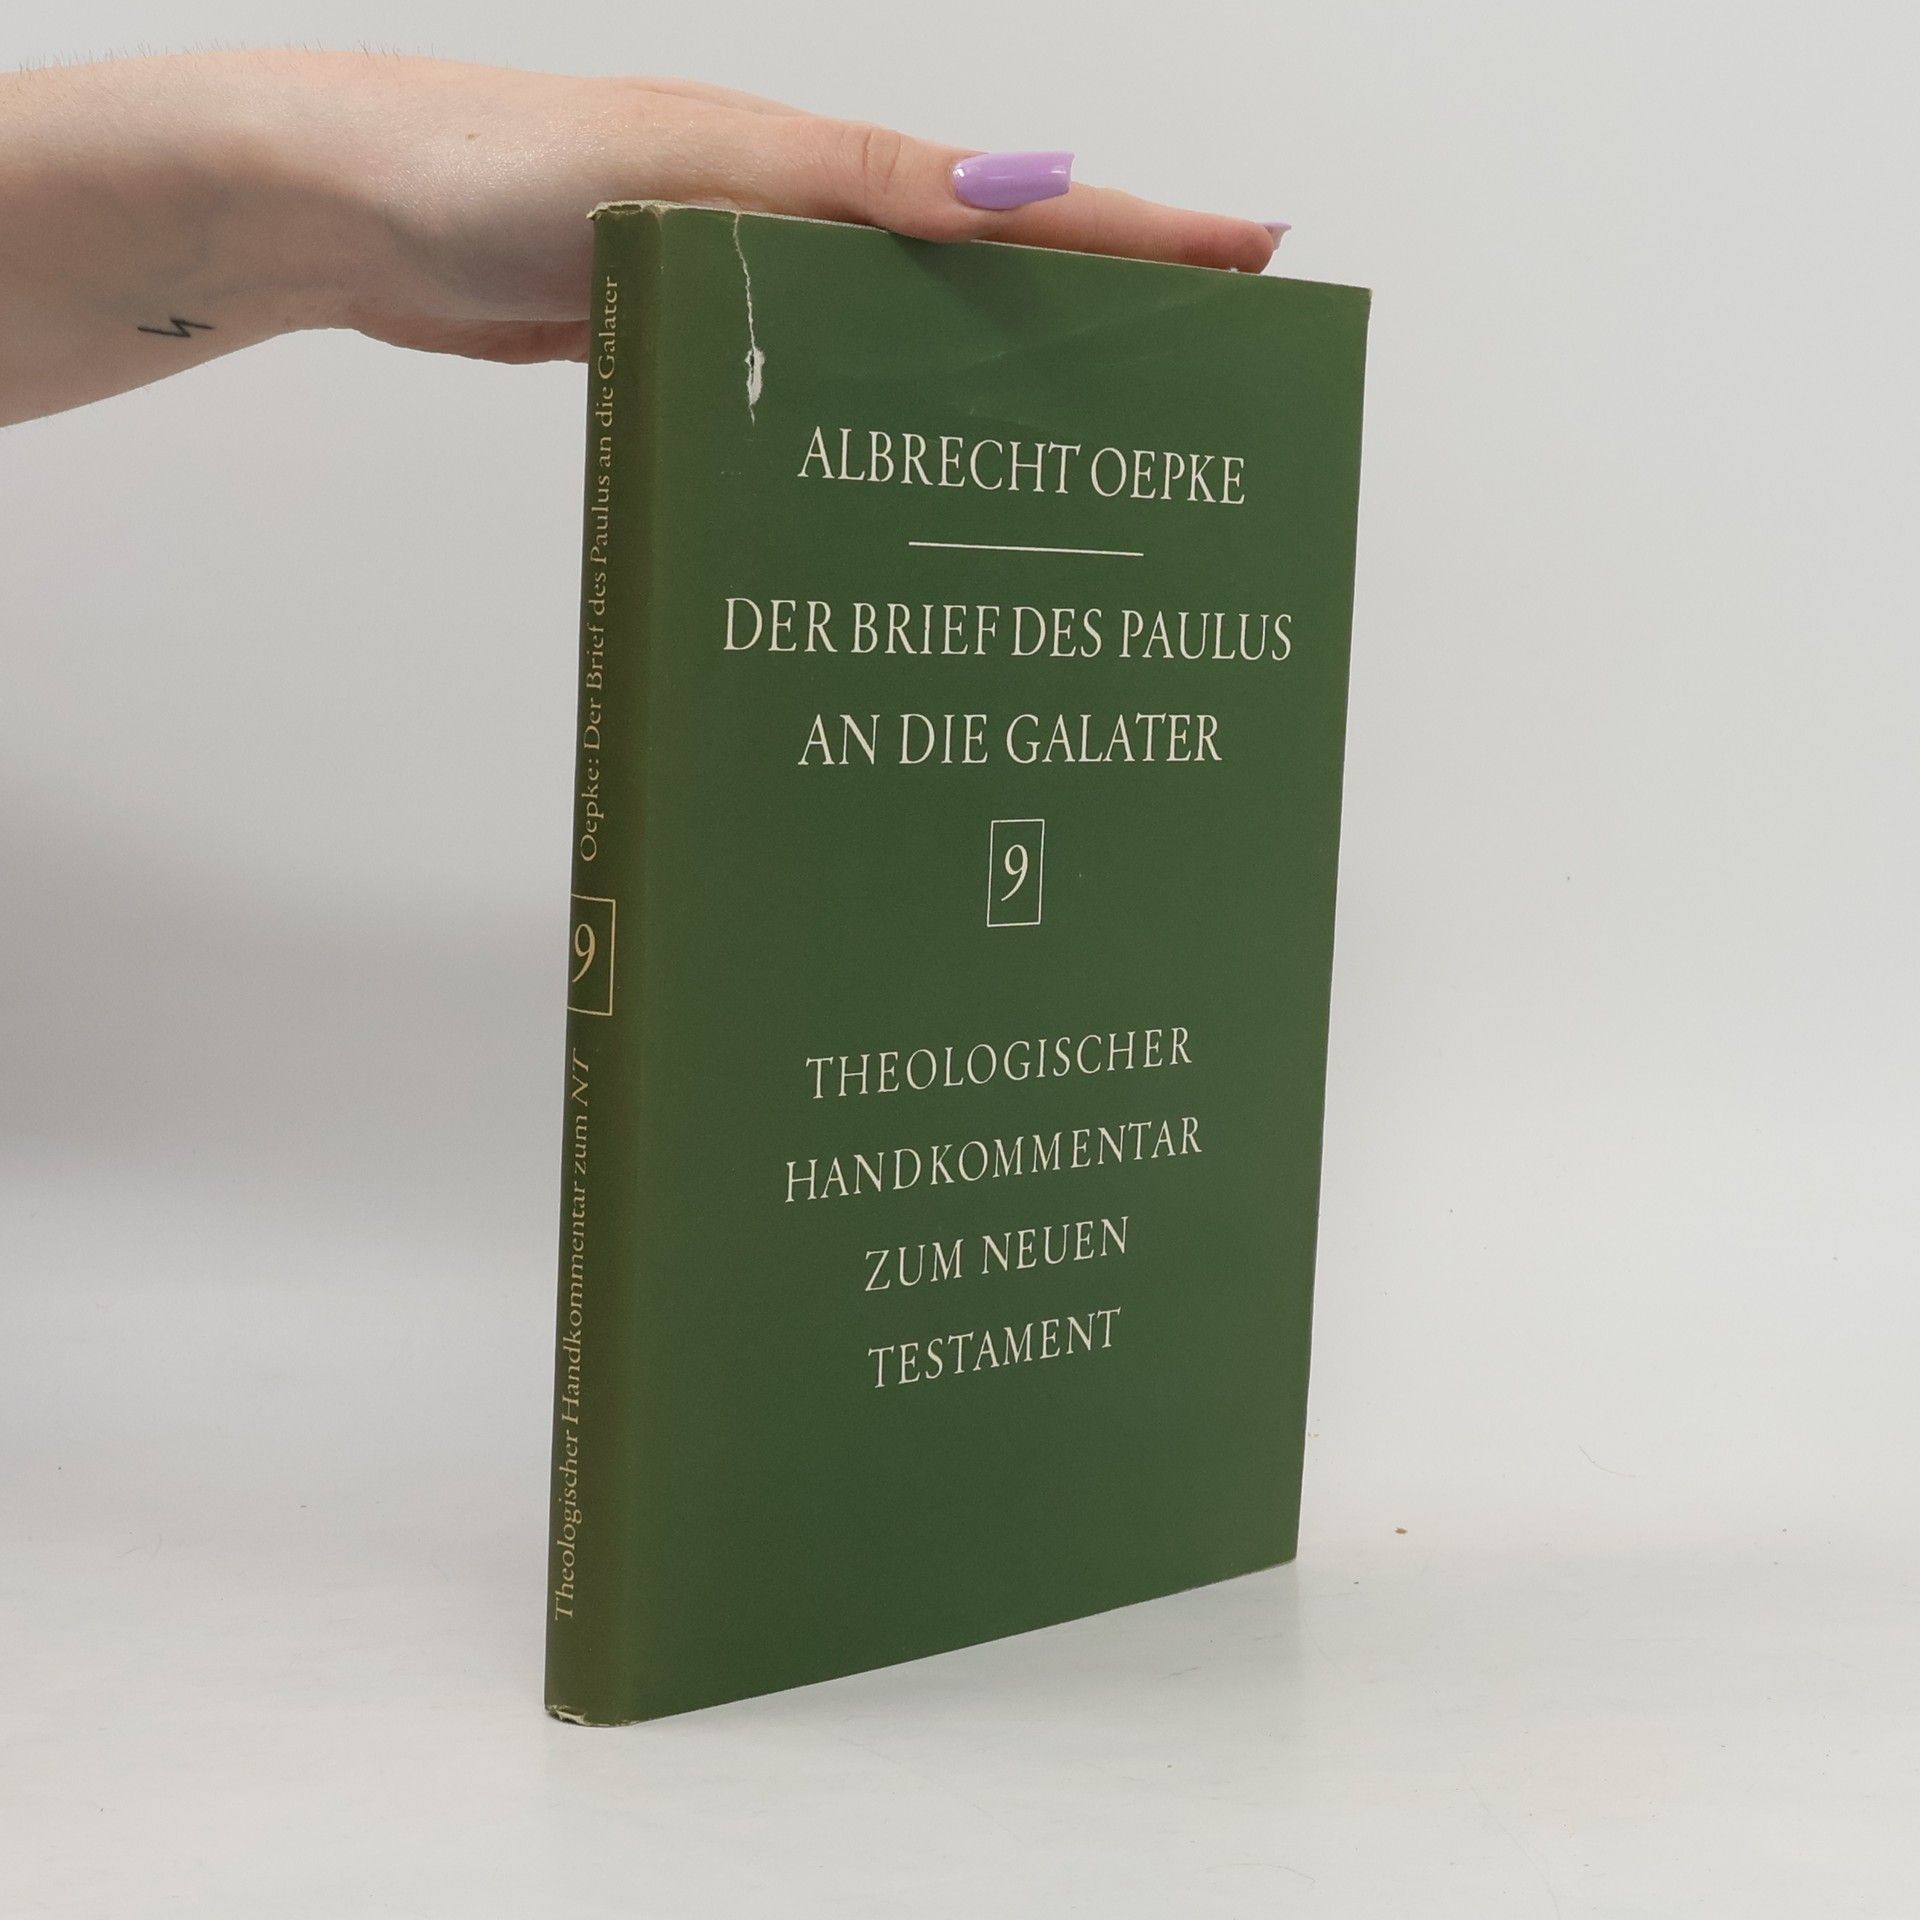 ALBRECHT OEPKE
DER BRIEF DES PAULUS
AN DIE GALATER
9
THEOLOGISCHER
HANDKOMMENTAR
ZUM NEUEN
TESTAMENT
Theologischer Handkommentar zum NT 9 Oepke: Der Brief des Paulus an die Galater